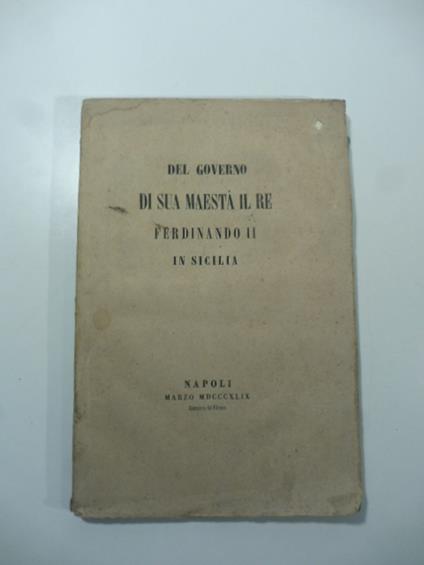 DEL GOVERNO
DI SUA MAESTÀ IL RE
FERDINANDO II
IN SICILIA
NAPOLI
MARZO MDCCCXLIX